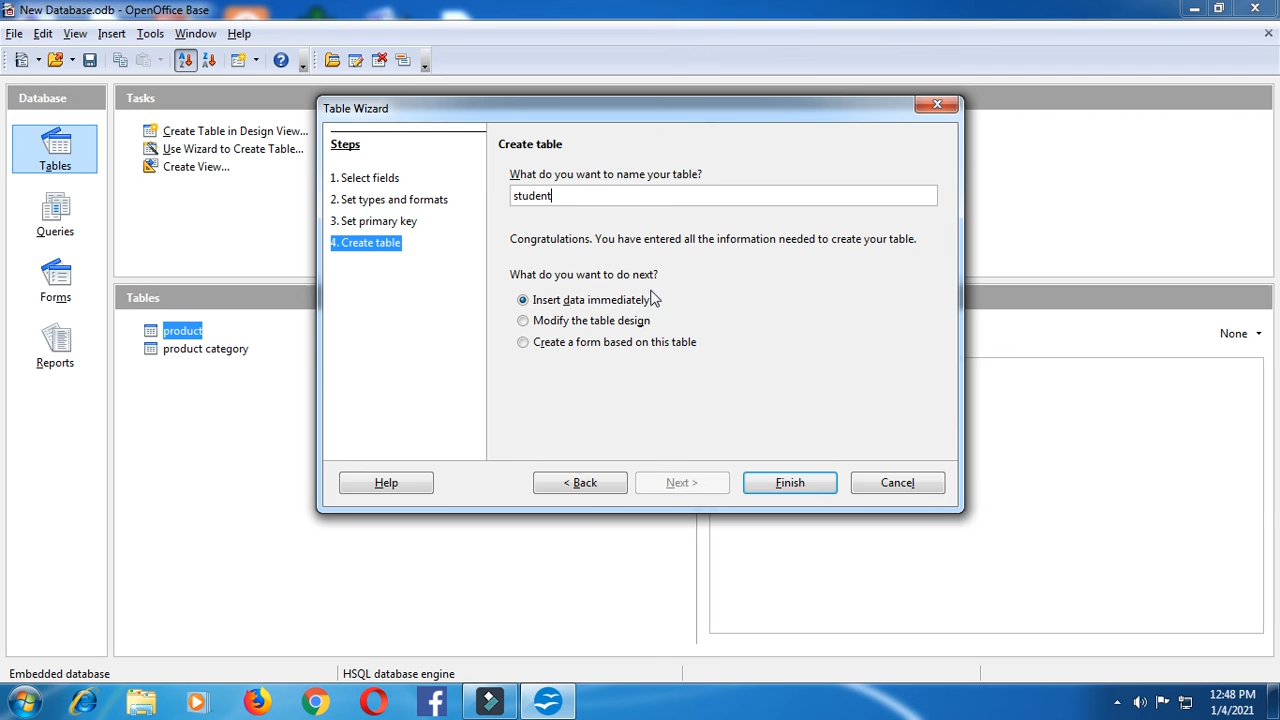 New Database.odb - OpenOffice Base
File Edit View Insert Tools Window Help
Database
Tables
Queries
Forms
Reports
Tasks
Create Table in Design View...
Use Wizard to Create Table...
Create View...
Tables
product
product category
None
Table Wizard
Steps
1. Select fields
2. Set types and formats
3. Set primary key
4. Create table
Create table
What do you want to name your table?
student
Congratulations. You have entered all the information needed to create your table.
What do you want to do next?
Insert data immediately
Modify the table design
Create a form based on this table
Help < Back Next > Finish Cancel
Embedded database HSQL database engine
12:48 PM
1/4/2021